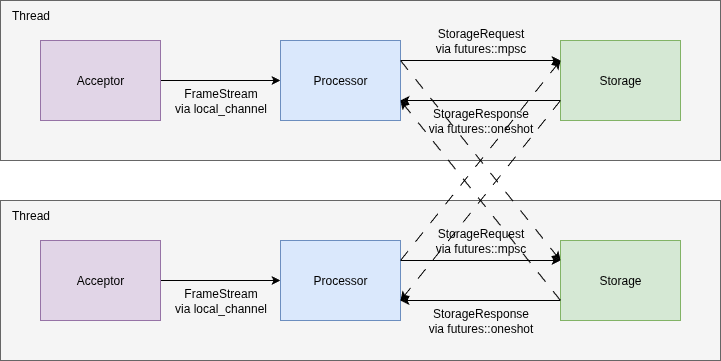 Thread
Acceptor
FrameStream
via local_channel
Processor
StorageRequest
via futures::mpsc
StorageResponse
via futures::oneshot
Storage
Thread
Acceptor
FrameStream
via local_channel
Processor
StorageRequest
via futures::mpsc
StorageResponse
via futures::oneshot
Storage